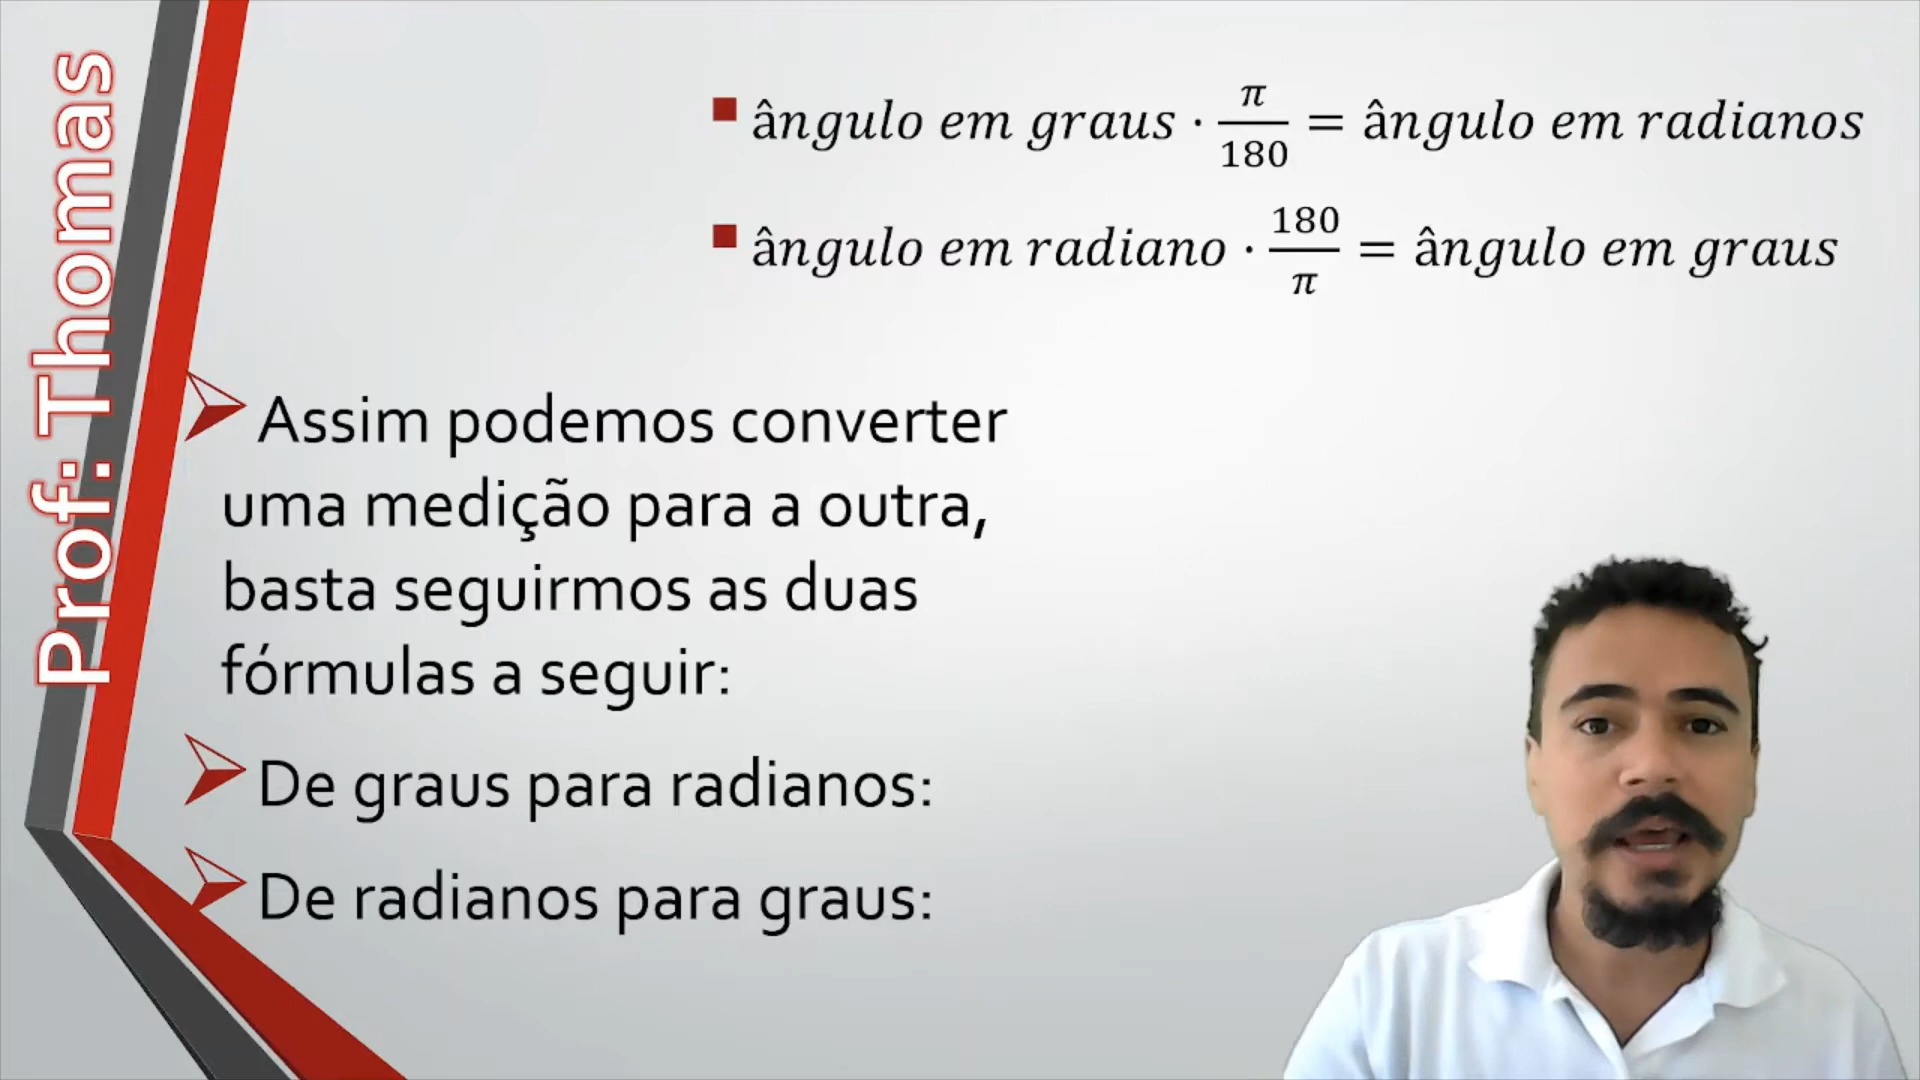 Prof: Thomas
ângulo em graus · π/180 = ângulo em radianos
ângulo em radiano · 180/π = ângulo em graus
Assim podemos converter
uma medição para a outra,
basta seguirmos as duas
fórmulas a seguir:
De graus para radianos:
De radianos para graus: